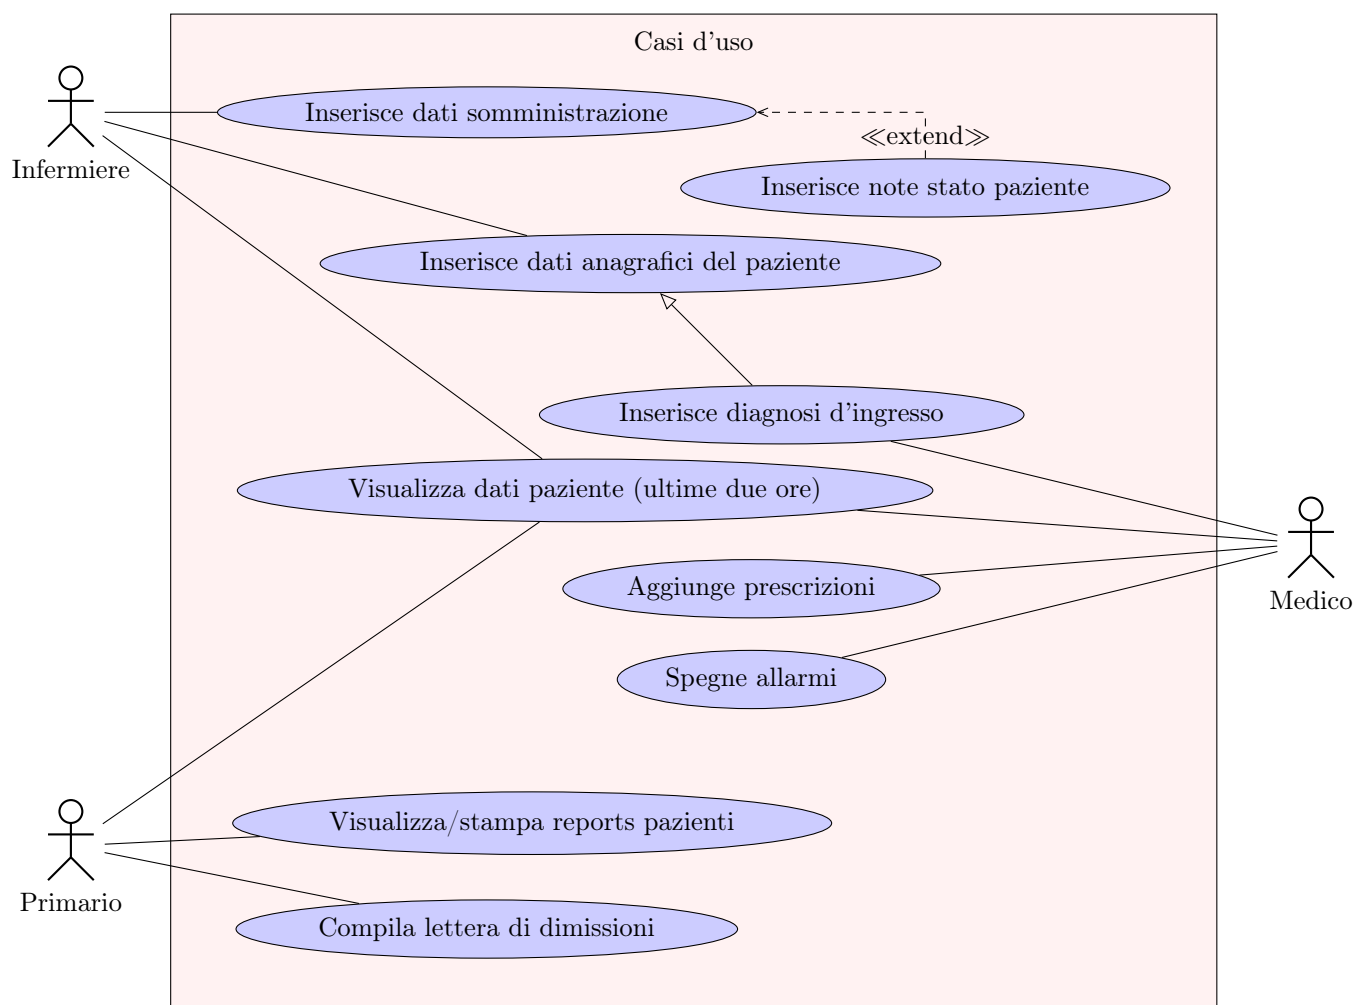 Casi d'uso
Inserisce dati somministrazione
≪extend≫
Infermiere
Inserisce note stato paziente
Inserisce dati anagrafici del paziente
Inserisce diagnosi d'ingresso
Visualizza dati paziente (ultime due ore)
Aggiunge prescrizioni
Medico
Spegne allarmi
Visualizza/stampa reports pazienti
Primario
Compila lettera di dimissioni